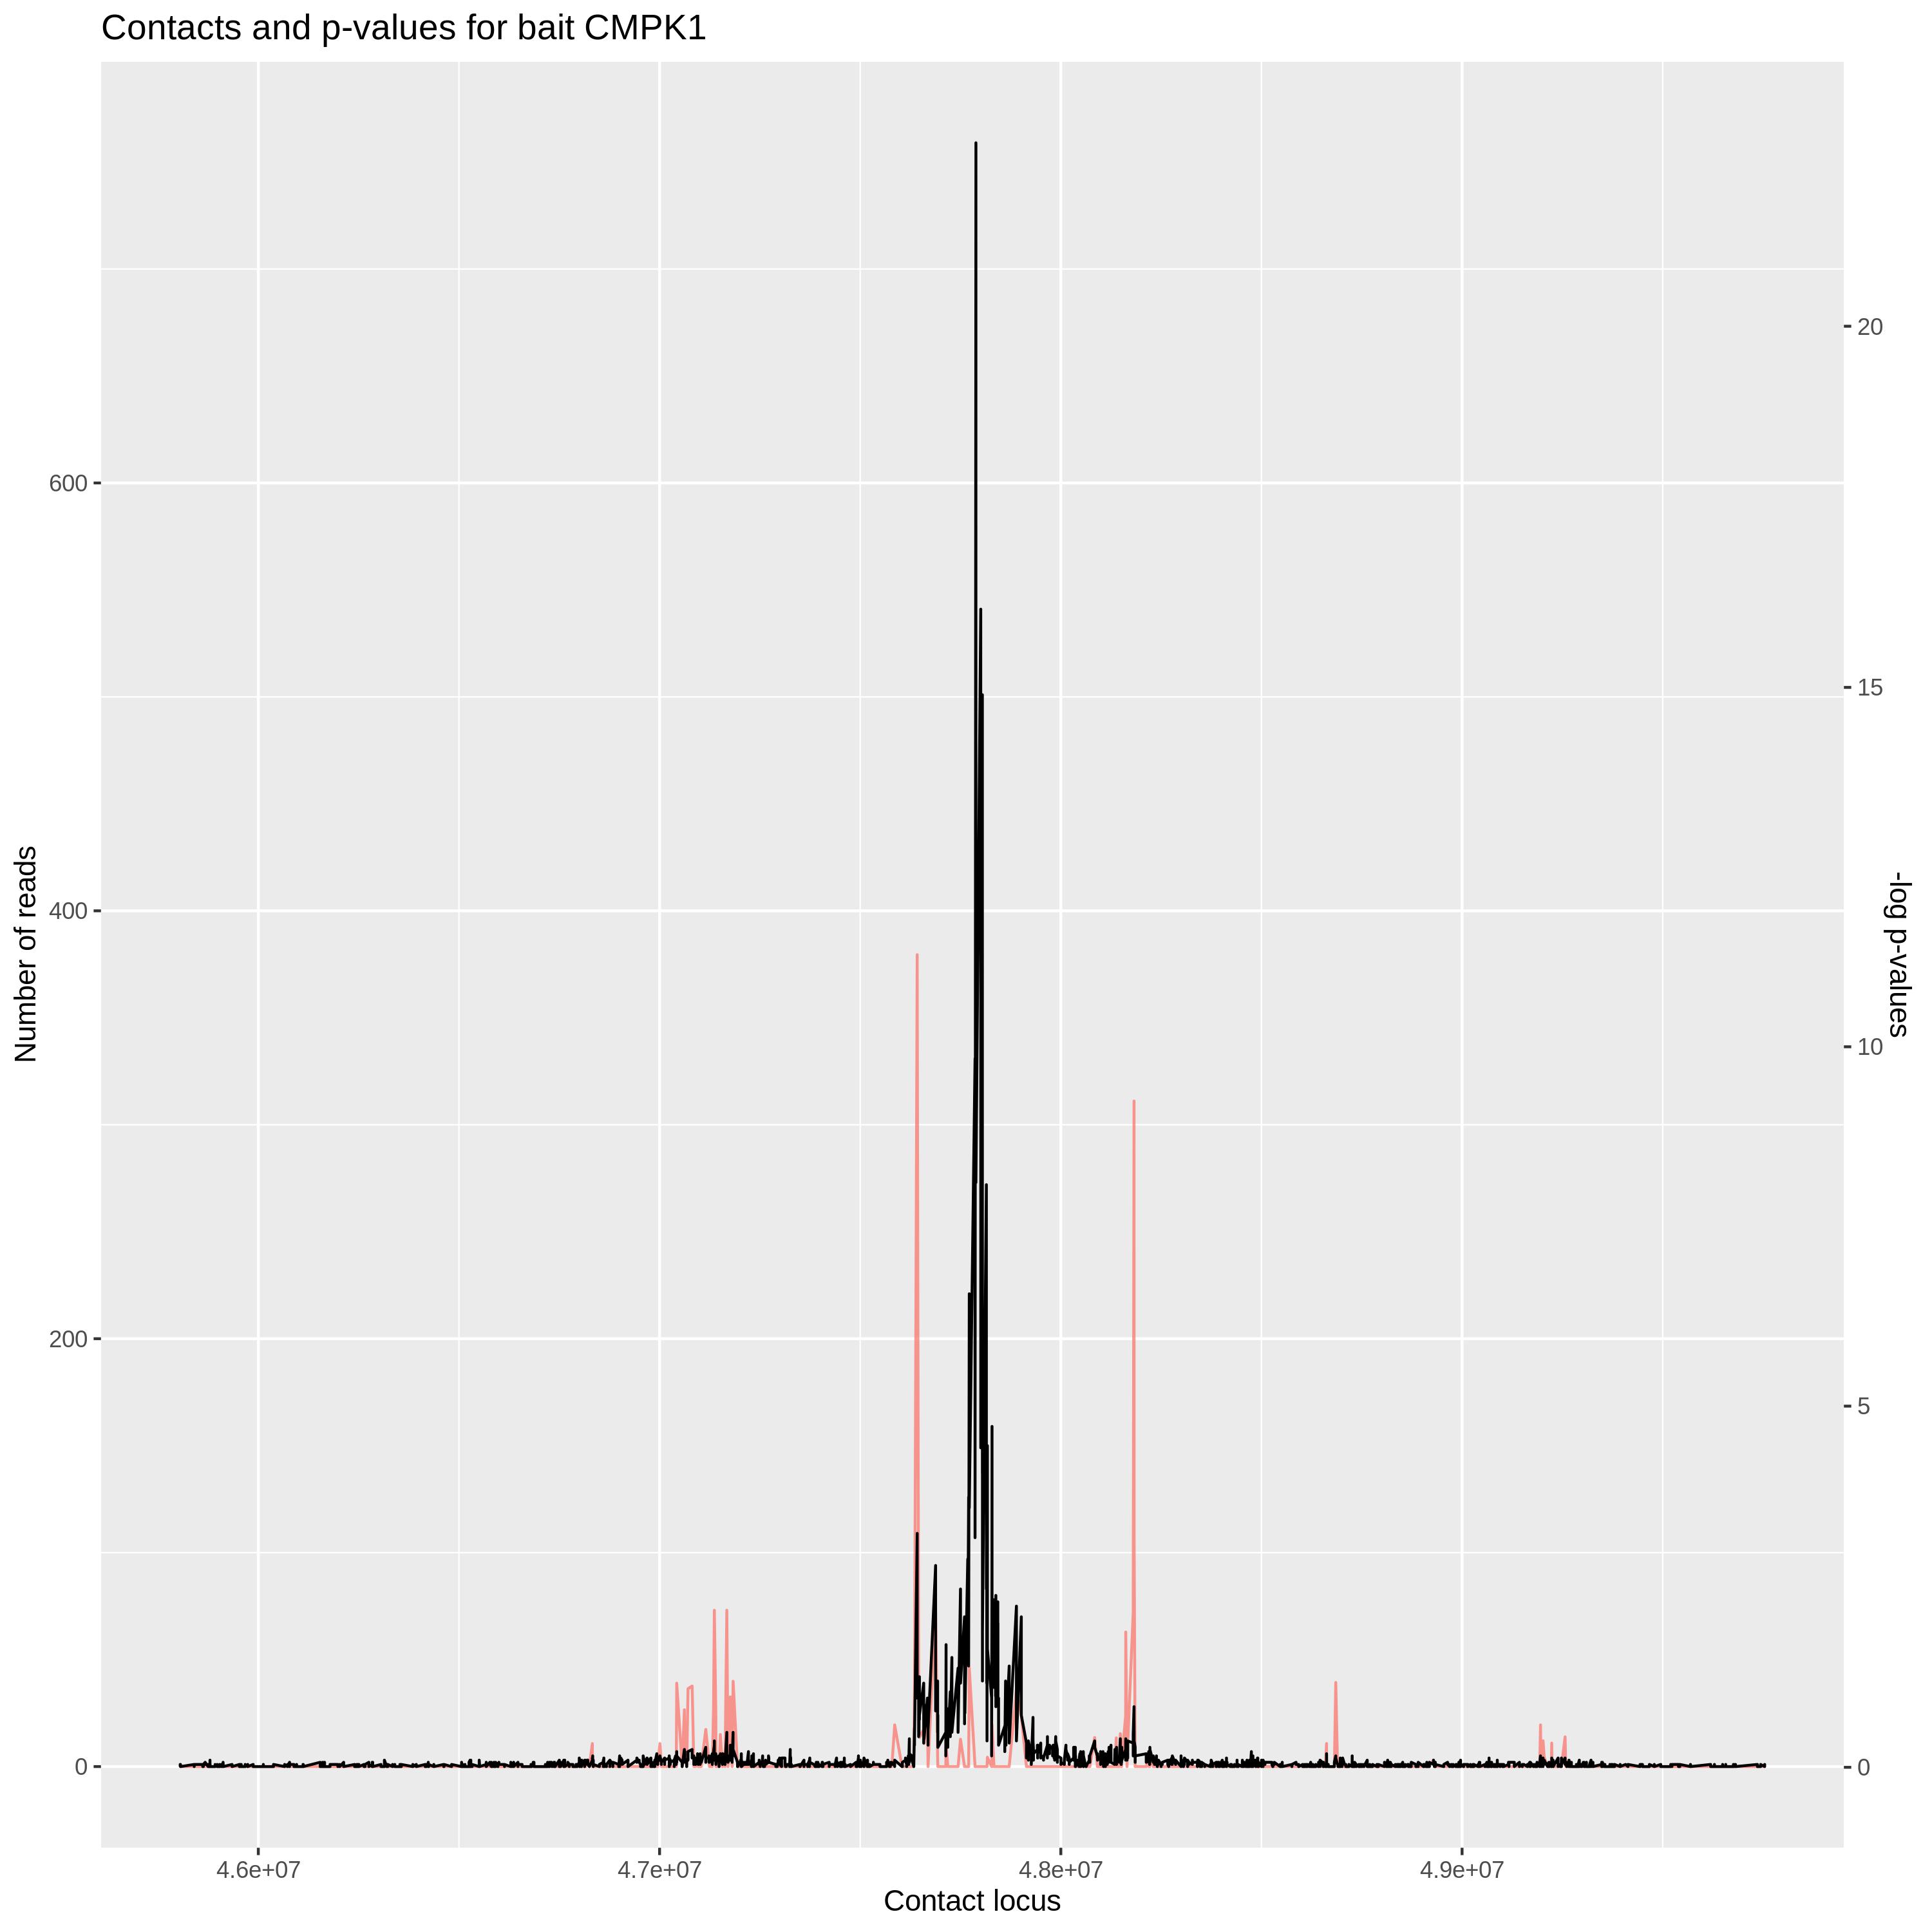 Contacts and p-values for bait CMPK1
Number of reads
600
400
200
0
-log p-values
20
15
10
5
0
4.6e+07
4.7e+07
4.8e+07
4.9e+07
Contact locus